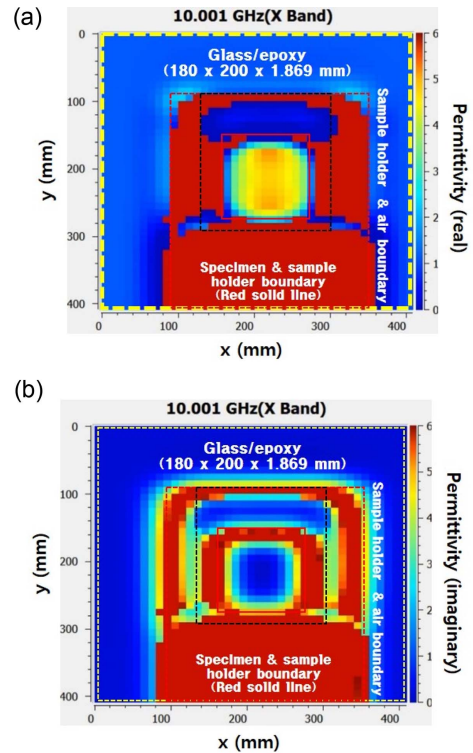 (a)
10.001 GHz(X Band)
0
100
200
300
400
y (mm)
Glass/epoxy
(180 x 200 x 1.869 mm)
Sample holder & air boundary
Specimen & sample
holder boundary
(Red solid line)
0
100
200
300
400
x (mm)
6
5
4
3
2
1
0
Permittivity (real)
(b)
10.001 GHz(X Band)
0
100
200
300
400
y (mm)
Glass/epoxy
(180 x 200 x 1.869 mm)
Sample holder & air boundary
Specimen & sample
holder boundary
(Red solid line)
0
100
200
300
400
x (mm)
6
5
4
3
2
1
0
Permittivity (imaginary)